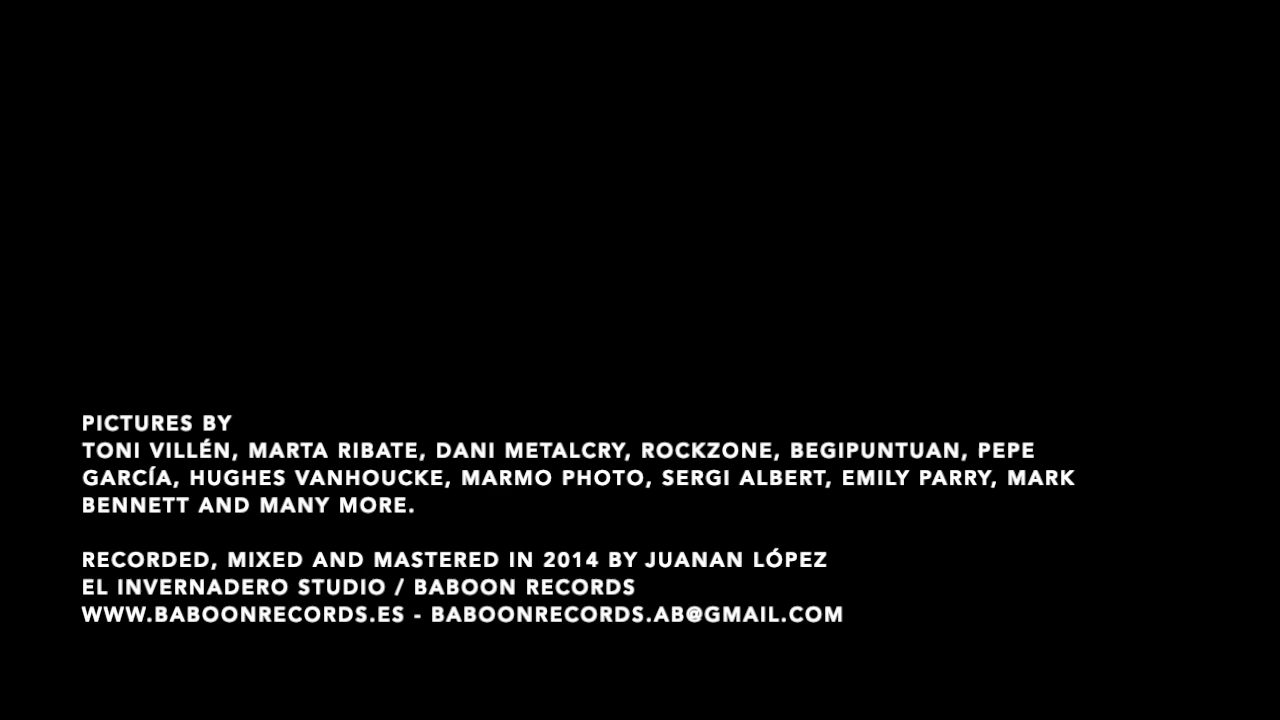 PICTURES BY
TONI VILLÉN, MARTA RIBATE, DANI METALCRY, ROCKZONE, BEGIPUNTUAN, PEPE
GARCÍA, HUGHES VANHOUCKE, MARMO PHOTO, SERGI ALBERT, EMILY PARRY, MARK
BENNETT AND MANY MORE.
RECORDED, MIXED AND MASTERED IN 2014 BY JUANAN LÓPEZ
EL INVERNADERO STUDIO / BABOON RECORDS
WWW.BABOONRECORDS.ES - BABOONRECORDS.AB@GMAIL.COM